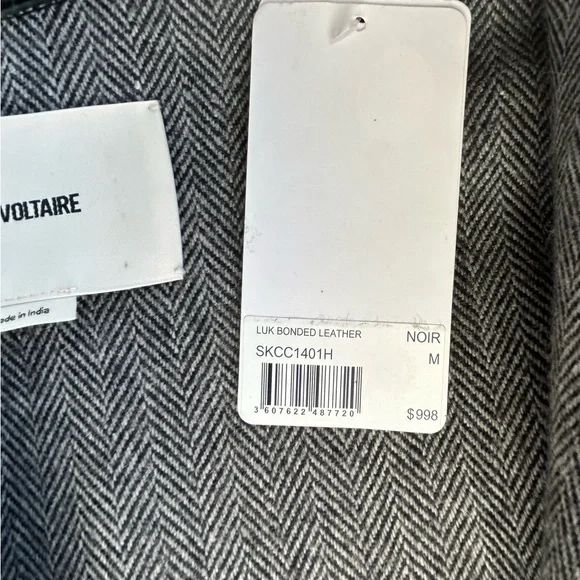 VOLTAIRE
ade in India
LUK BONDED LEATHER
NOIR
SKCC1401H
M
3 607622 487720
$998